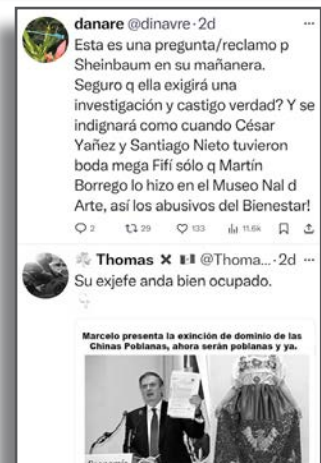 danare @dinavre · 2d ...
Esta es una pregunta/reclamo p
Sheinbaum en su mañanera.
Seguro q ella exigirá una
investigación y castigo verdad? Y se
indignará como cuando César
Yañez y Santiago Nieto tuvieron
boda mega Fifí sólo q Martín
Borrego lo hizo en el Museo Nal d
Arte, así los abusivos del Bienestar!
2 29 133 11.6k
Thomas X @Thoma... · 2d ...
Su exjefe anda bien ocupado.
Marcelo presenta la exinción de dominio de las
Chinas Poblanas, ahora serán poblanas y ya.
Economía